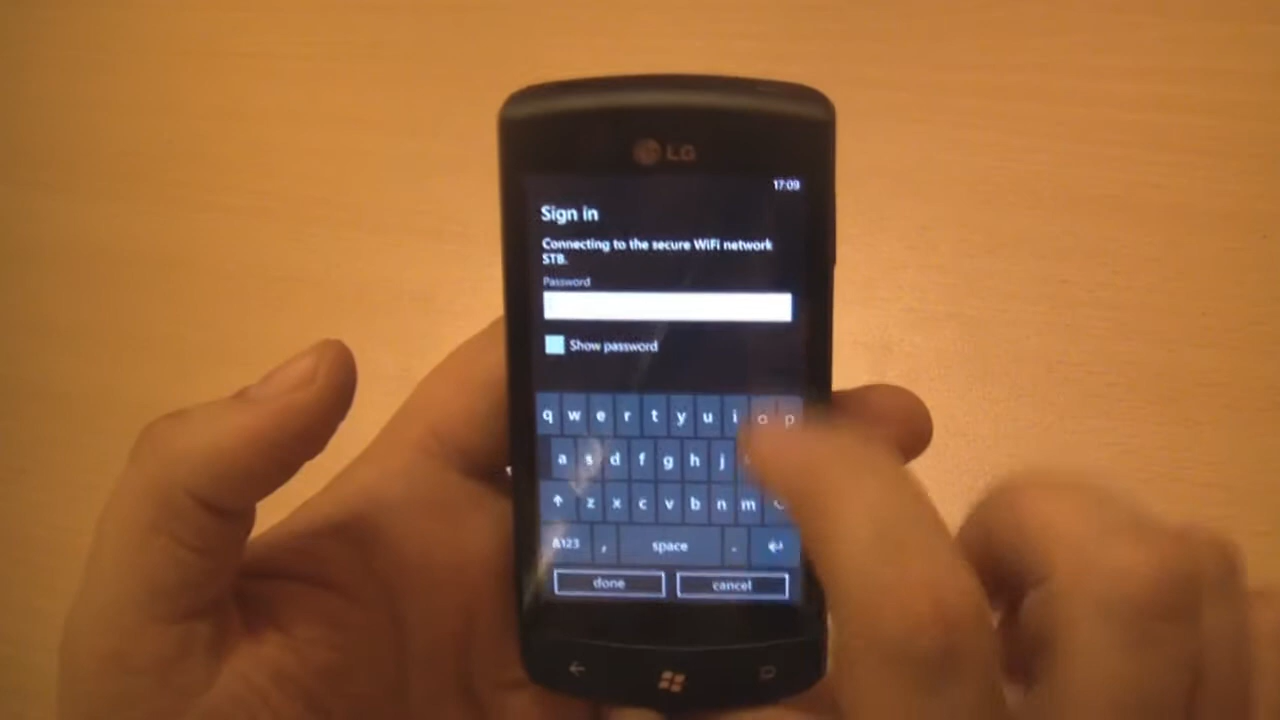 LG
17:09
Sign in
Connecting to the secure WiFi network
STB.
Password
Show password
q w e r t y u i o p
a s d f g h j
z x c v b n m
&123 , space .
done cancel